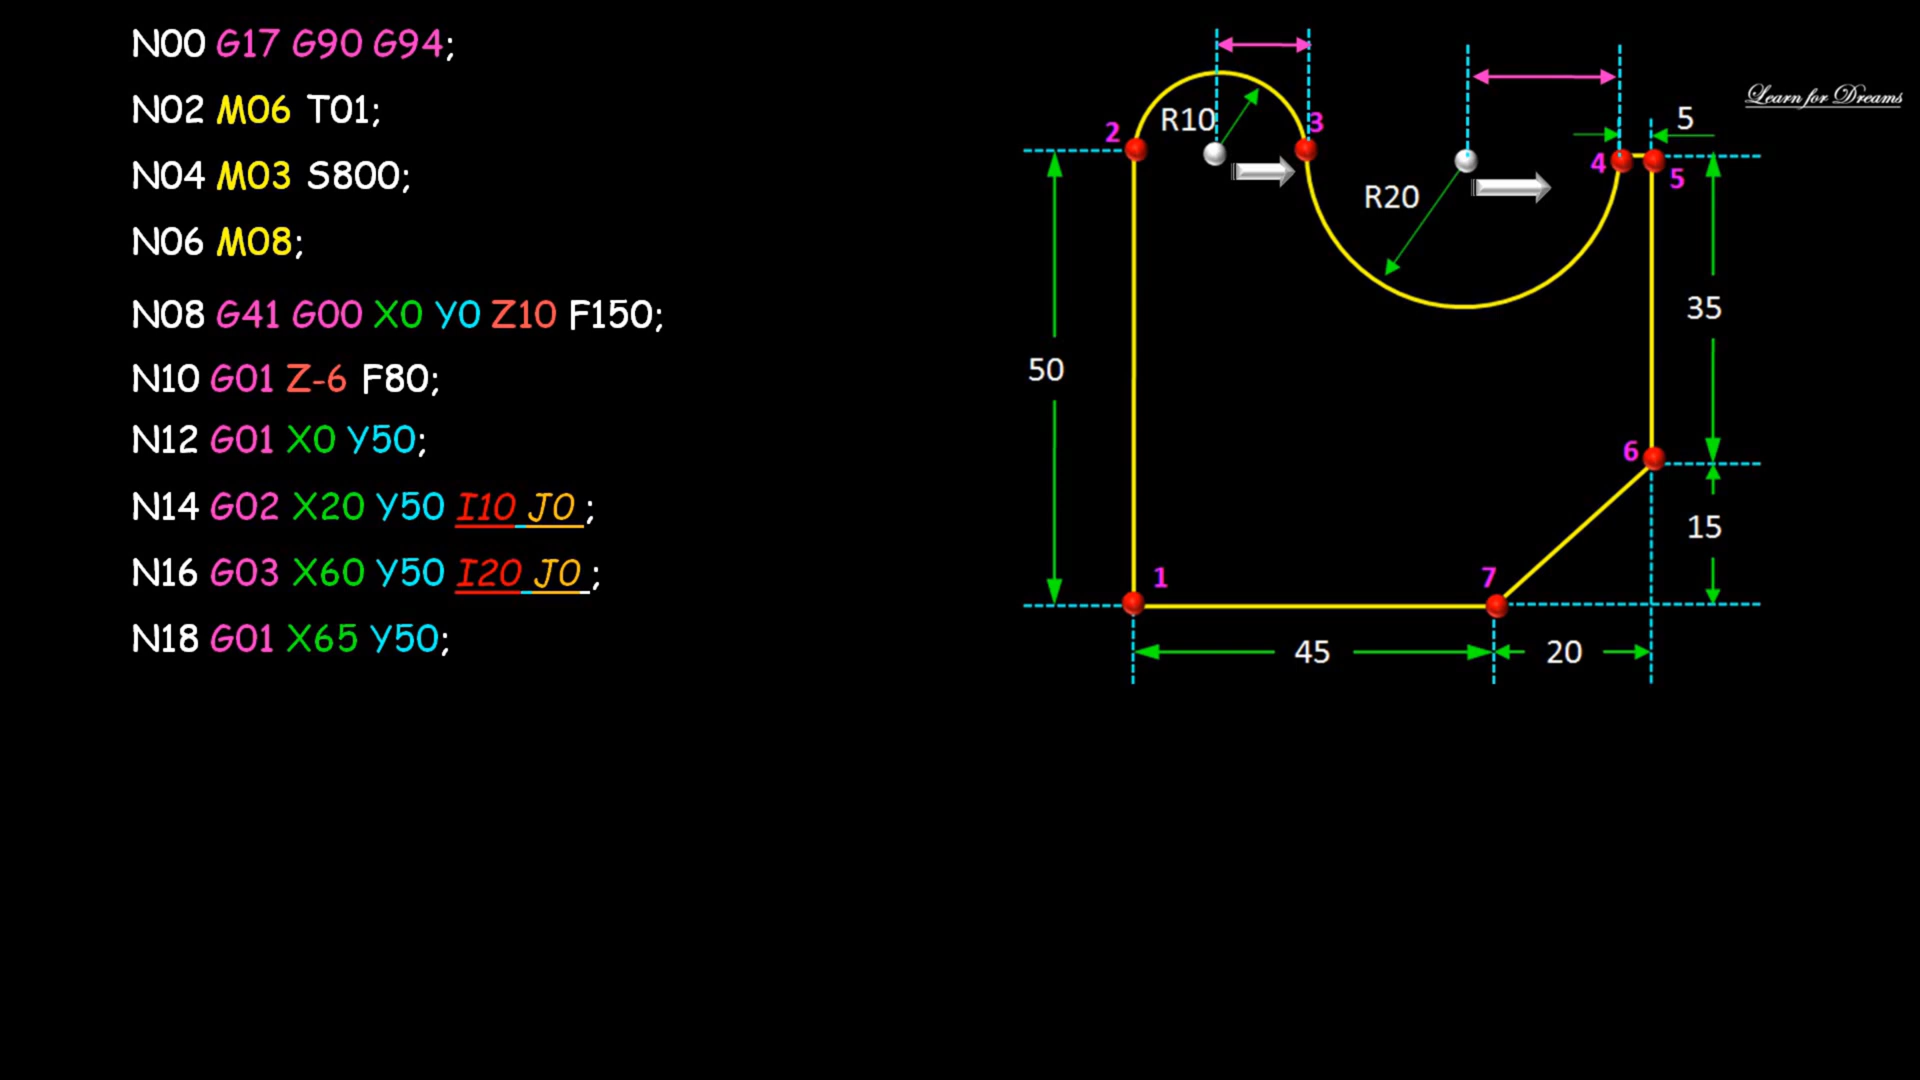 N00 G17 G90 G94;
N02 M06 T01;
N04 M03 S800;
N06 M08;
N08 G41 G00 X0 Y0 Z10 F150;
N10 G01 Z-6 F80;
N12 G01 X0 Y50;
N14 G02 X20 Y50 I10 J0 ;
N16 G03 X60 Y50 I20 J0 ;
N18 G01 X65 Y50;
Learn for Dreams
2
R10
3
5
4
5
R20
35
50
6
15
1
7
45
20